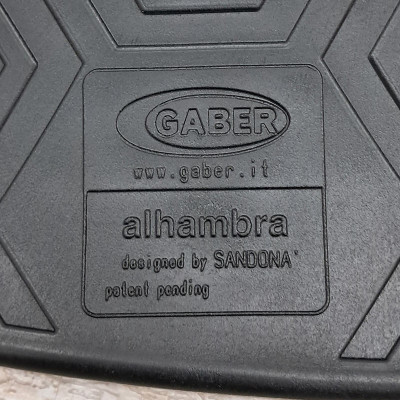 GABER
www.gaber.it
alhambra
designed by SANDONA'
patent pending